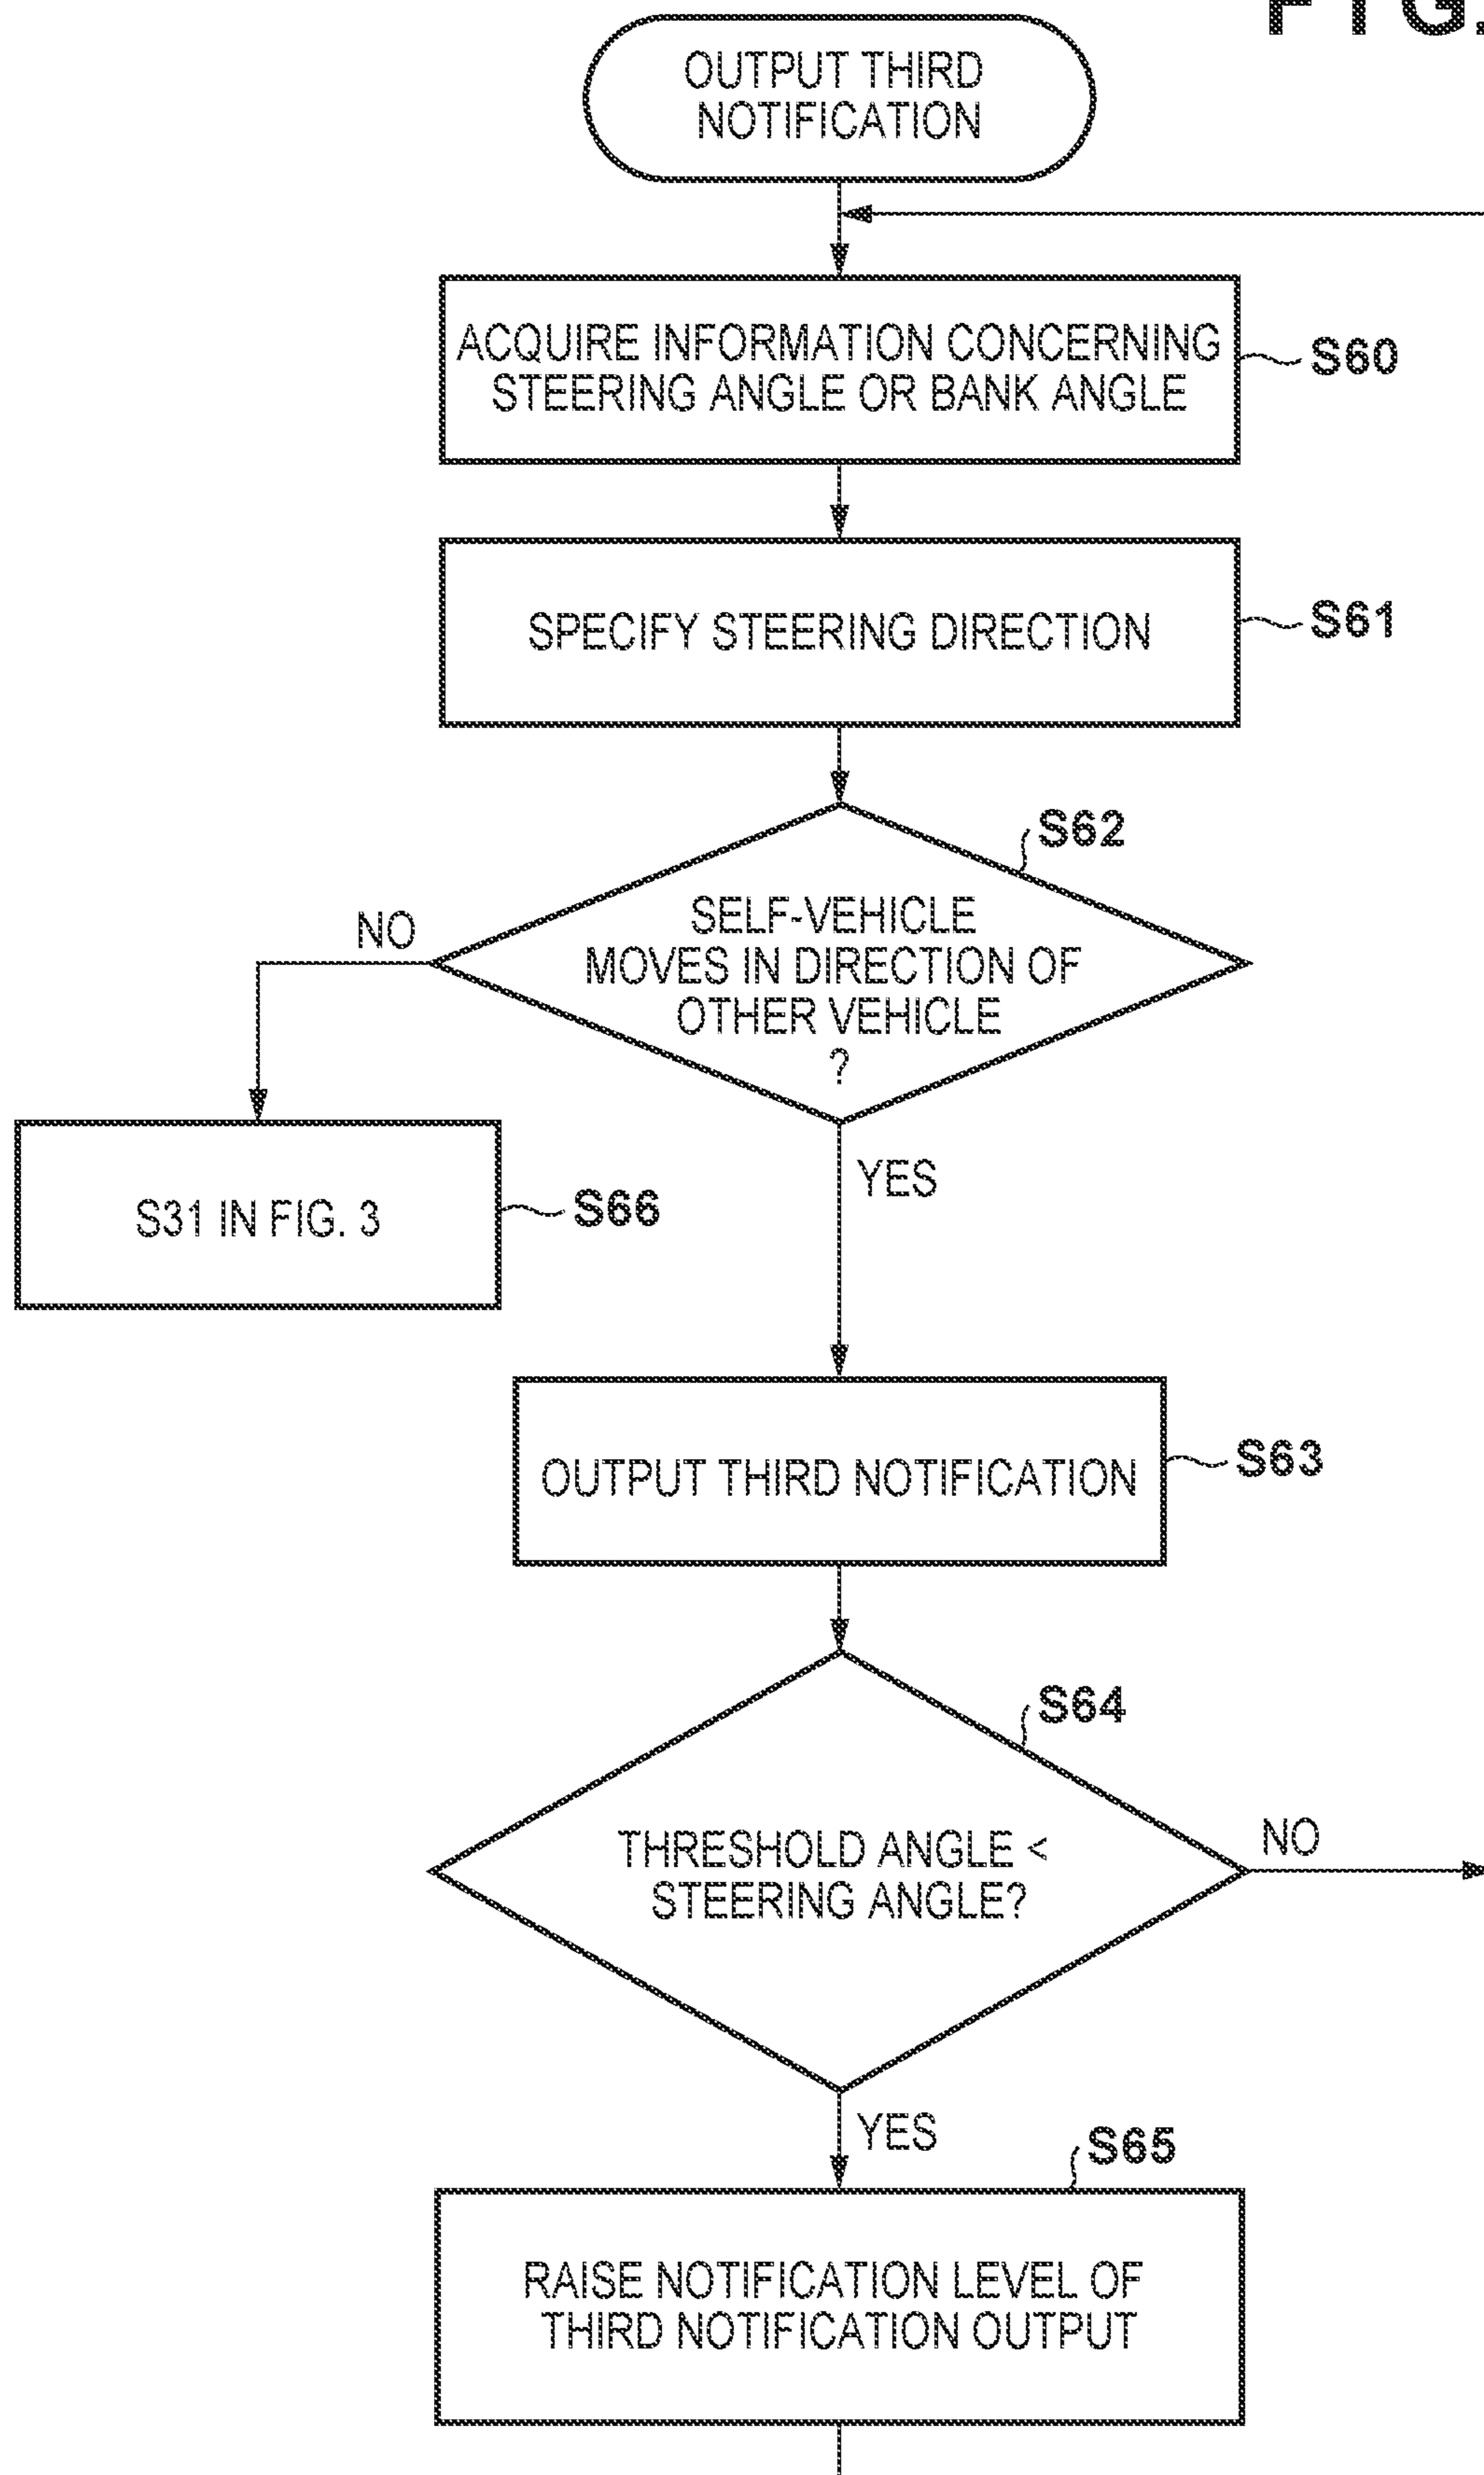 FIG.
OUTPUT THIRD
NOTIFICATION
ACQUIRE INFORMATION CONCERNING
STEERING ANGLE OR BANK ANGLE
S60
SPECIFY STEERING DIRECTION
S61
S62
SELF-VEHICLE
MOVES IN DIRECTION OF
OTHER VEHICLE
?
NO
YES
S31 IN FIG. 3
S66
OUTPUT THIRD NOTIFICATION
S63
S64
THRESHOLD ANGLE <
STEERING ANGLE?
NO
YES
S65
RAISE NOTIFICATION LEVEL OF
THIRD NOTIFICATION OUTPUT